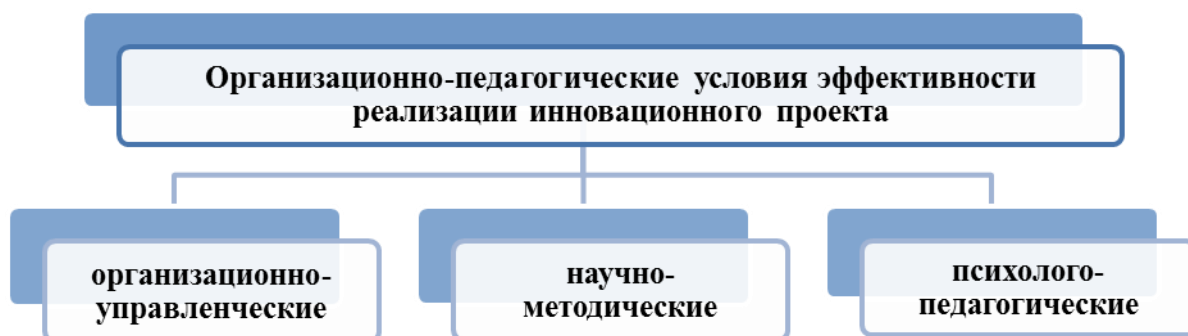 Организационно-педагогические условия эффективности
реализации инновационного проекта
организационно-
управленческие
научно-
методические
психолого-
педагогические